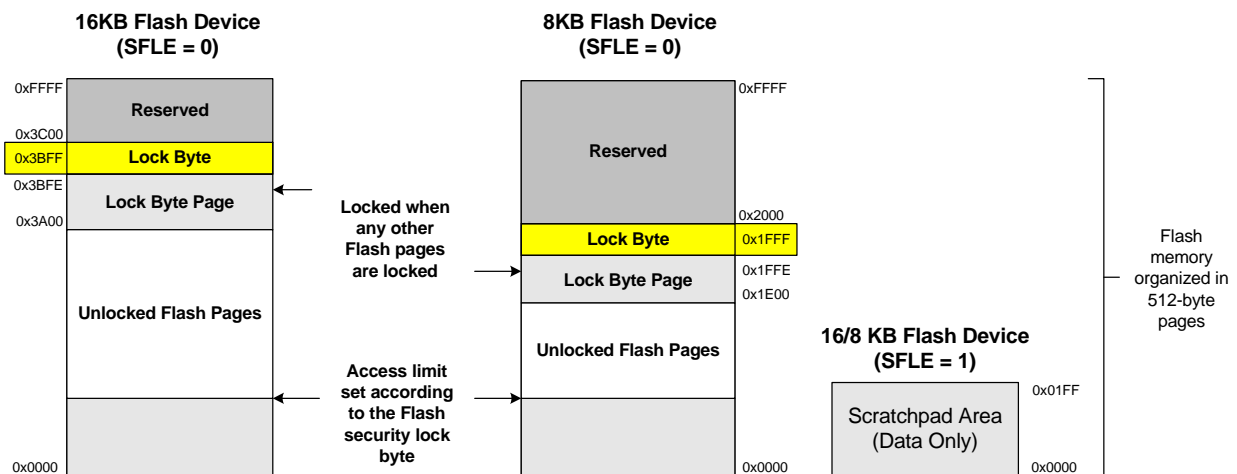 16KB Flash Device
(SFLE = 0)
0xFFFF
Reserved
0x3C00
0x3BFF
Lock Byte
0x3BFE
Lock Byte Page
0x3A00
Unlocked Flash Pages
0x0000
Locked when
any other
Flash pages
are locked
Access limit
set according
to the Flash
security lock
byte
8KB Flash Device
(SFLE = 0)
0xFFFF
Reserved
0x2000
Lock Byte
0x1FFF
0x1FFE
Lock Byte Page
0x1E00
Unlocked Flash Pages
0x0000
16/8 KB Flash Device
(SFLE = 1)
0x01FF
Scratchpad Area
(Data Only)
0x0000
Flash
memory
organized in
512-byte
pages